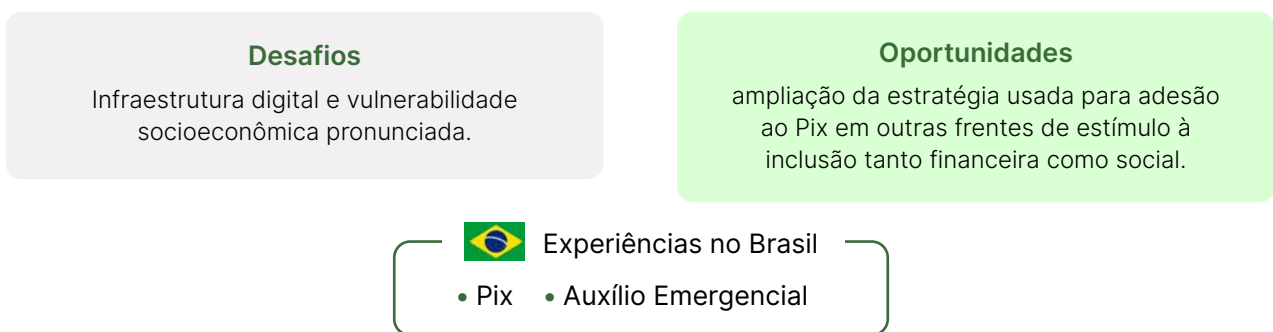 Desafios
Infraestrutura digital e vulnerabilidade
socioeconômica pronunciada.
Oportunidades
ampliação da estratégia usada para adesão
ao Pix em outras frentes de estímulo à
inclusão tanto financeira como social.
Experiências no Brasil
• Pix • Auxílio Emergencial